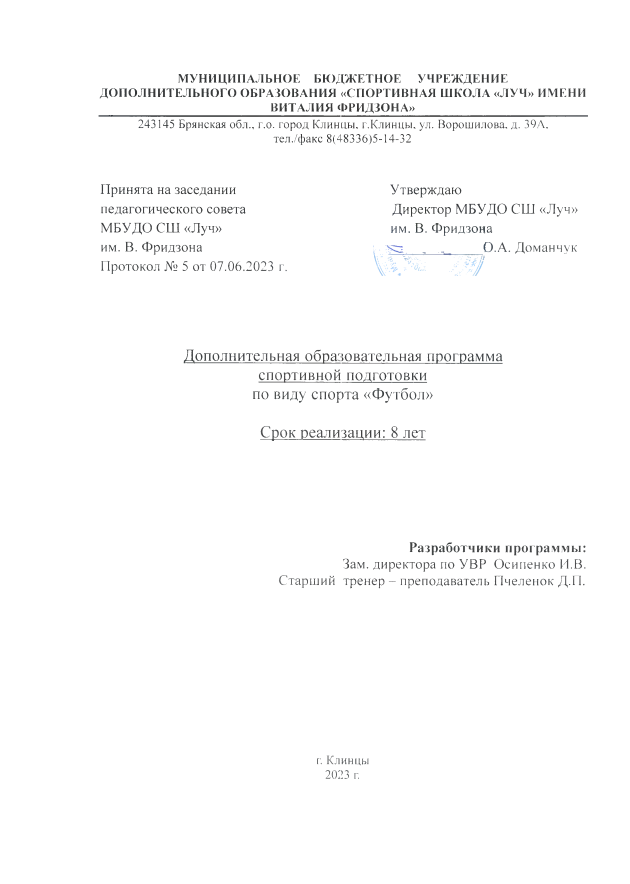 МУНИЦИПАЛЬНОЕ БЮДЖЕТНОЕ УЧРЕЖДЕНИЕ
ДОПОЛНИТЕЛЬНОГО ОБРАЗОВАНИЯ «СПОРТИВНАЯ ШКОЛА «ЛУЧ» ИМЕНИ
ВИТАЛИЯ ФРИДЗОНА»
243145 Брянская обл., г.о. город Клинцы, г.Клинцы, ул. Ворошилова, д. 39А,
тел./факс 8(48336)5-14-32
Принята на заседании
педагогического совета
МБУДО СШ «Луч»
им. В. Фридзона
Протокол № 5 от 07.06.2023 г.
Утверждаю
Директор МБУДО СШ «Луч»
им. В. Фридзона
О.А. Доманчук
Дополнительная образовательная программа
спортивной подготовки
по виду спорта «Футбол»
Срок реализации: 8 лет
Разработчики программы:
Зам. директора по УВР Осипенко И.В.
Старший тренер – преподаватель Пчеленок Д.П.
г. Клинцы
2023 г.